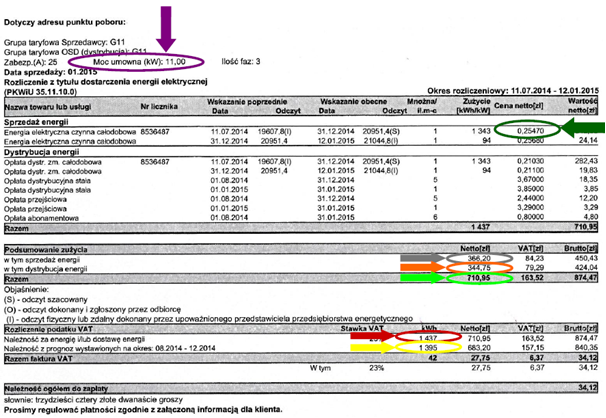 Dotyczy adresu punktu poboru:
Grupa taryfowa Sprzedawcy: G11
Grupa taryfowa OSD (dystrybucja): G11
Zabezp.(A): 25 Moc umowna (kW): 11,00 Ilość faz: 3
Data sprzedaży: 01.2015
Rozliczenie z tytułu dostarczenia energii elektrycznej
(PKWiU 35.11.10.0) Okres rozliczeniowy: 11.07.2014 - 12.01.2015
Nazwa towaru lub usługi Nr licznika Wskazanie poprzednie Data Odczyt Wskazanie obecne Data Odczyt Mnożna/ il.m-c Zużycie [kWh/kW] Cena netto[zł] Wartość netto[zł]
Sprzedaż energii
Energia elektryczna czynna całodobowa 8536487 11.07.2014 19607,8(I) 31.12.2014 20951,4(S) 1 1 343 0,25470
Energia elektryczna czynna całodobowa 31.12.2014 20951,4 12.01.2015 21044,8(I) 1 94 0,25680 24,14
Dystrybucja energii
Opłata dystr. zm. całodobowa 8536487 11.07.2014 19607,8(I) 31.12.2014 20951,4(S) 1 1 343 0,21030 282,43
Opłata dystr. zm. całodobowa 31.12.2014 20951,4 12.01.2015 21044,8(I) 1 94 0,21100 19,83
Opłata dystrybucyjna stała 01.08.2014 31.12.2014 5 3,67000 18,35
Opłata dystrybucyjna stała 01.01.2015 31.01.2015 1 3,85000 3,85
Opłata przejściowa 01.08.2014 31.12.2014 5 2,44000 12,20
Opłata przejściowa 01.01.2015 31.01.2015 1 3,29000 3,29
Opłata abonamentowa 01.08.2014 31.01.2015 6 0,80000 4,80
Razem 1 437 710,95
Podsumowanie zużycia Netto[zł] VAT[zł] Brutto[zł]
w tym sprzedaż energii 366,20 84,23 450,43
w tym dystrybucja energii 344,75 79,29 424,04
Razem 710,95 163,52 874,47
Objaśnienie:
(S) - odczyt szacowany
(O) - odczyt dokonany i zgłoszony przez odbiorcę
(I) - odczyt fizyczny lub zdalny dokonany przez upoważnionego przedstawiciela przedsiębiorstwa energetycznego
Rozliczenie podatku VAT Stawka VAT kWh Netto[zł] VAT[zł] Brutto[zł]
Należność za energię i/lub dostawę energii 1 437 710,95 163,52 874,47
Należność z prognoz wystawionych na okres: 08.2014 - 12.2014 1 395 683,20 157,15 840,35
Razem faktura VAT 42 27,75 6,37 34,12
W tym 23% 27,75 6,37 34,12
Należność ogółem do zapłaty 34,12
słownie: trzydzieści cztery złote dwanaście groszy
Prosimy regulować płatności zgodnie z załączoną informacją dla klienta.